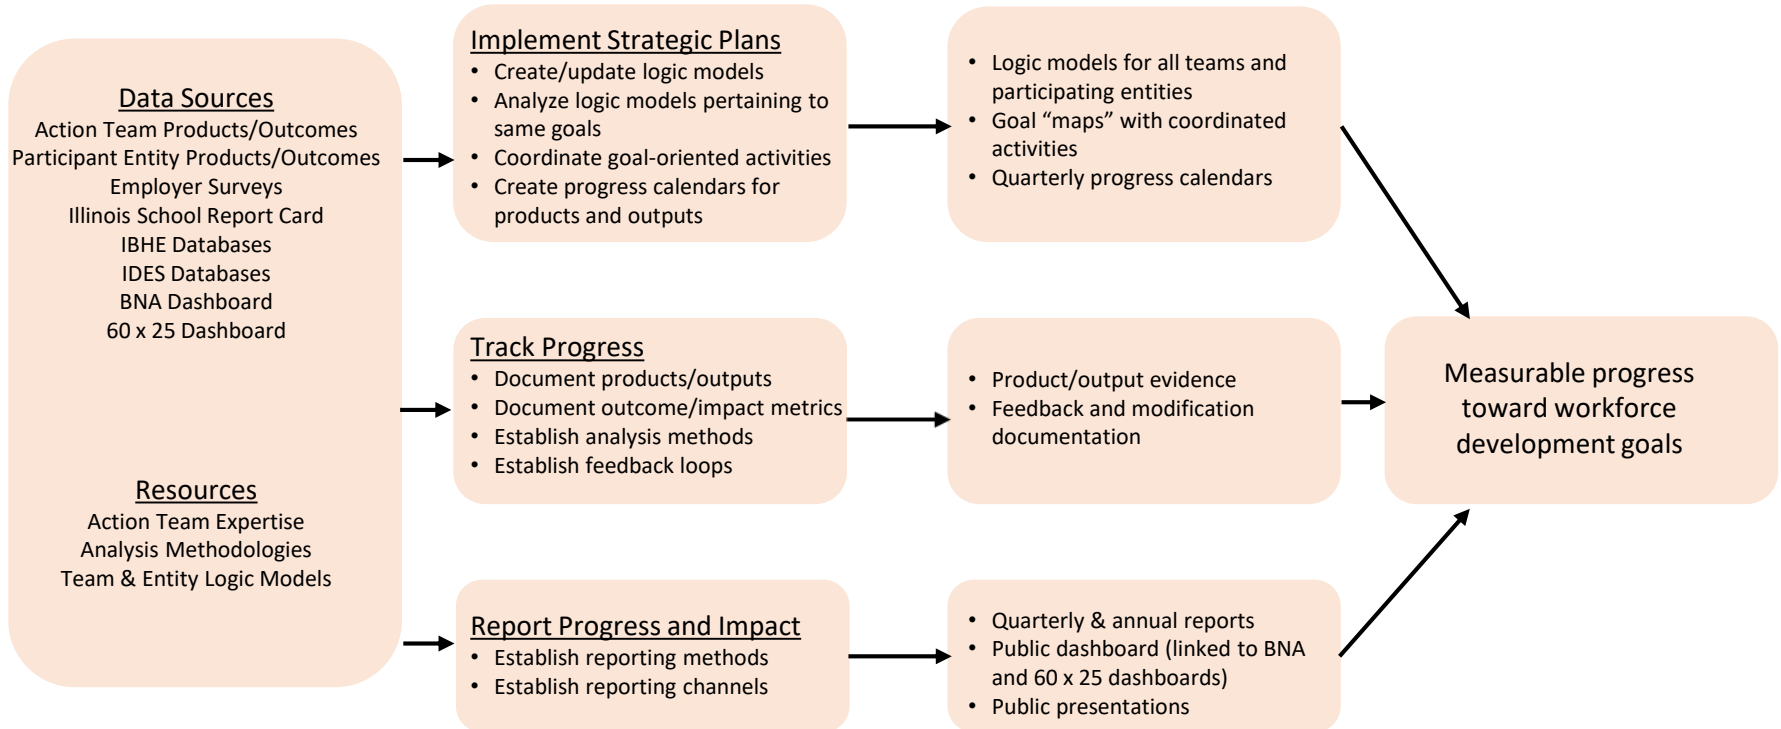 Data Sources
Action Team Products/Outcomes
Participant Entity Products/Outcomes
Employer Surveys
Illinois School Report Card
IBHE Databases
IDES Databases
BNA Dashboard
60 x 25 Dashboard
Resources
Action Team Expertise
Analysis Methodologies
Team & Entity Logic Models
Implement Strategic Plans
• Create/update logic models
• Analyze logic models pertaining to
same goals
• Coordinate goal-oriented activities
• Create progress calendars for
products and outputs
• Logic models for all teams and
participating entities
• Goal “maps” with coordinated
activities
• Quarterly progress calendars
Track Progress
• Document products/outputs
• Document outcome/impact metrics
• Establish analysis methods
• Establish feedback loops
• Product/output evidence
• Feedback and modification
documentation
Report Progress and Impact
• Establish reporting methods
• Establish reporting channels
• Quarterly & annual reports
• Public dashboard (linked to BNA
and 60 x 25 dashboards)
• Public presentations
Measurable progress
toward workforce
development goals